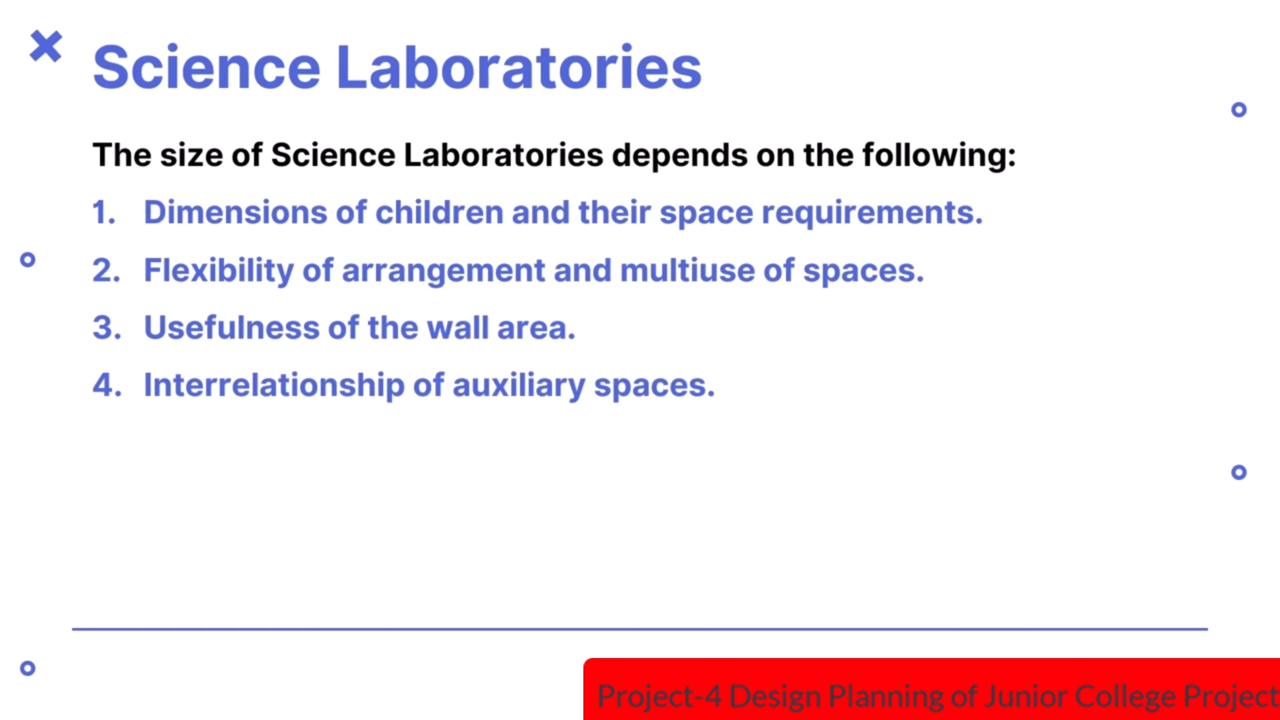 Science Laboratories
The size of Science Laboratories depends on the following:
1. Dimensions of children and their space requirements.
2. Flexibility of arrangement and multiuse of spaces.
3. Usefulness of the wall area.
4. Interrelationship of auxiliary spaces.
Project-4 Design Planning of Junior College Project